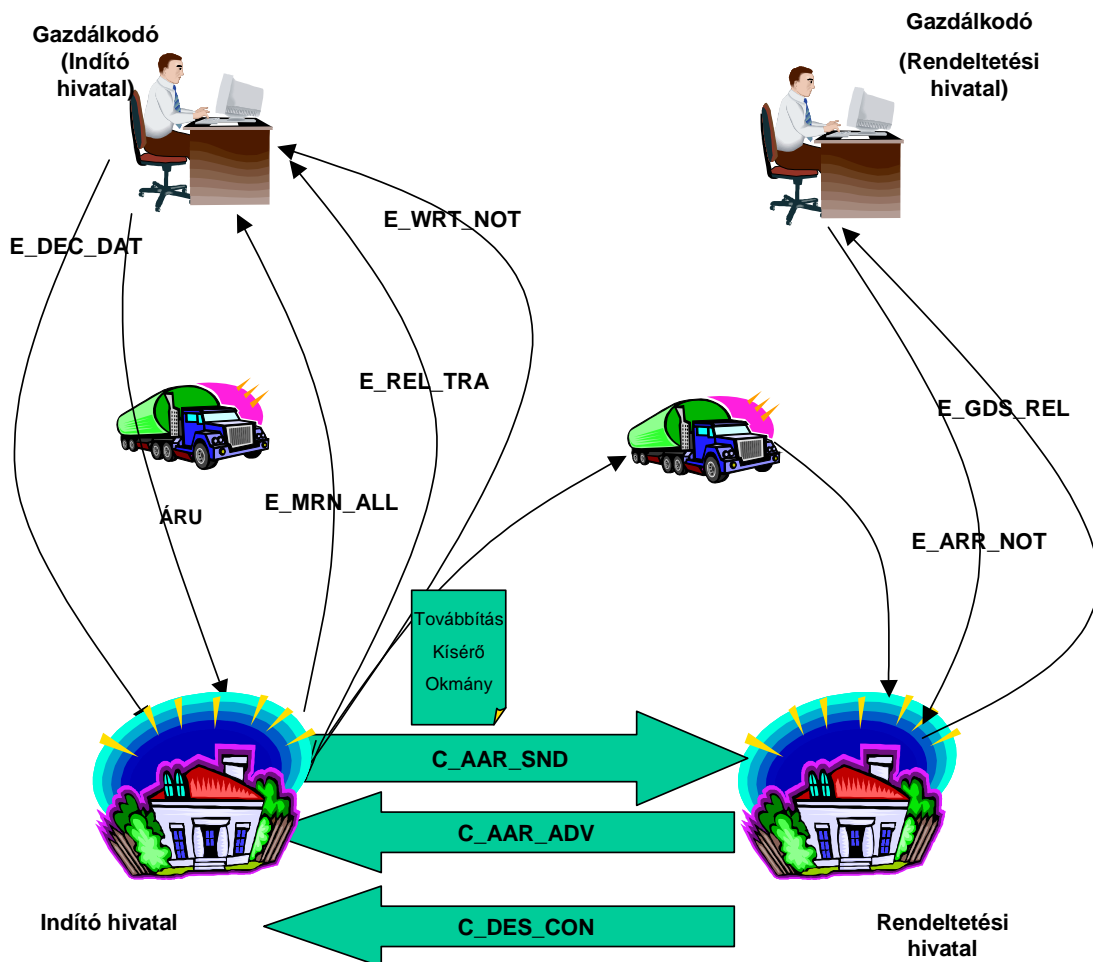 Gazdálkodó
(Indító
hivatal)
Gazdálkodó
(Rendeltetési
hivatal)
E_DEC_DAT
E_WRT_NOT
E_REL_TRA
E_GDS_REL
E_MRN_ALL
ÁRU
E_ARR_NOT
Továbbítás
Kísérő
Okmány
C_AAR_SND
C_AAR_ADV
C_DES_CON
Indító hivatal
Rendeltetési
hivatal